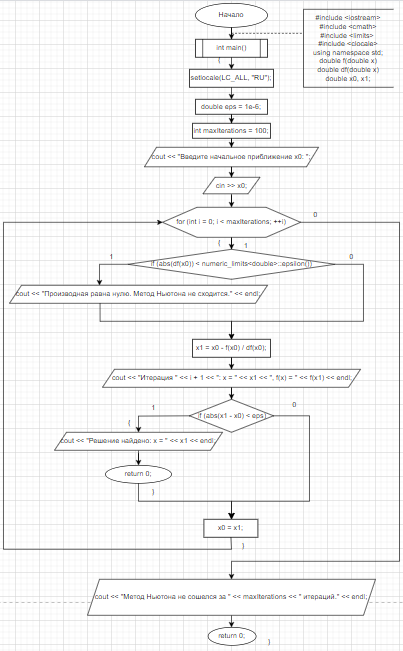 Начало
#include <iostream>
#include <cmath>
#include <limits>
#include <clocale>
using namespace std;
double f(double x)
double df(double x)
double x0, x1;
int main()
{
setlocale(LC_ALL, "RU");
double eps = 1e-6;
int maxIterations = 100;
cout << "Введите начальное приближение x0: ";
cin >> x0;
for (int i = 0; i < maxIterations; ++i)
0
{
1
if (abs(df(x0)) < numeric_limits<double>::epsilon())
1
0
cout << "Производная равна нулю. Метод Ньютона не сходится." << endl;
x1 = x0 - f(x0) / df(x0);
cout << "Итерация " << i + 1 << ": x = " << x1 << ", f(x) = " << f(x1) << endl;
1
0
if (abs(x1 - x0) < eps)
{
cout << "Решение найдено: x = " << x1 << endl;
return 0;
}
x0 = x1;
}
cout << "Метод Ньютона не сошелся за " << maxIterations << " итераций." << endl;
return 0;
}